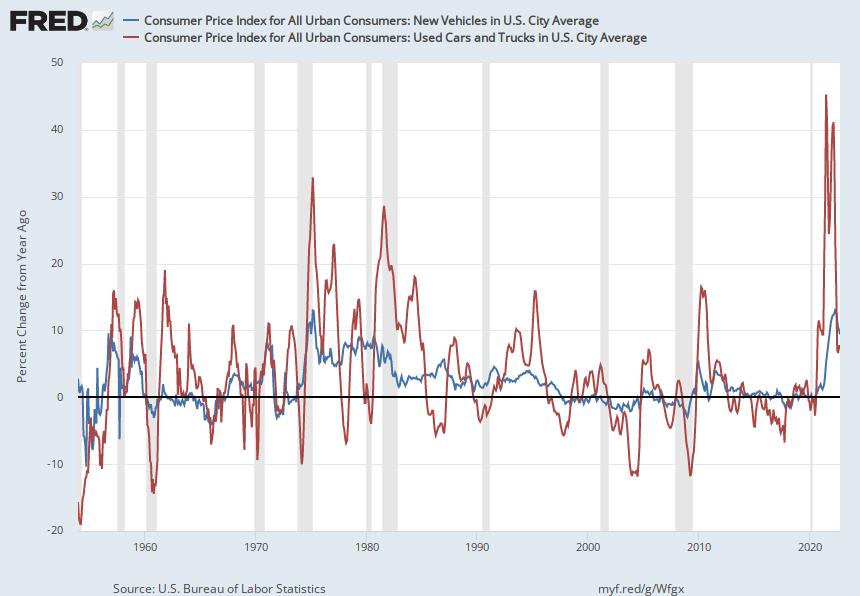 FRED
Consumer Price Index for All Urban Consumers: New Vehicles in U.S. City Average
Consumer Price Index for All Urban Consumers: Used Cars and Trucks in U.S. City Average
Percent Change from Year Ago
50
40
30
20
10
0
-10
-20
1960 1970 1980 1990 2000 2010 2020
Source: U.S. Bureau of Labor Statistics myf.red/g/Wfgx